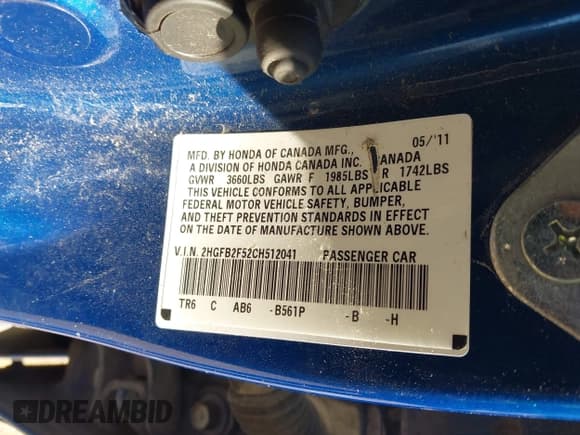 05/'11
MFD. BY HONDA OF CANADA MFG.,
A DIVISION OF HONDA CANADA INC. CANADA
GVWR 3660LBS GAWR F 1985LBS R 1742LBS
THIS VEHICLE CONFORMS TO ALL APPLICABLE
FEDERAL MOTOR VEHICLE SAFETY, BUMPER,
AND THEFT PREVENTION STANDARDS IN EFFECT
ON THE DATE OF MANUFACTURE SHOWN ABOVE.
V.I.N. 2HGFB2F52CH512041 PASSENGER CAR
TR6 C AB6 -B561P -B -H
DREAMBID